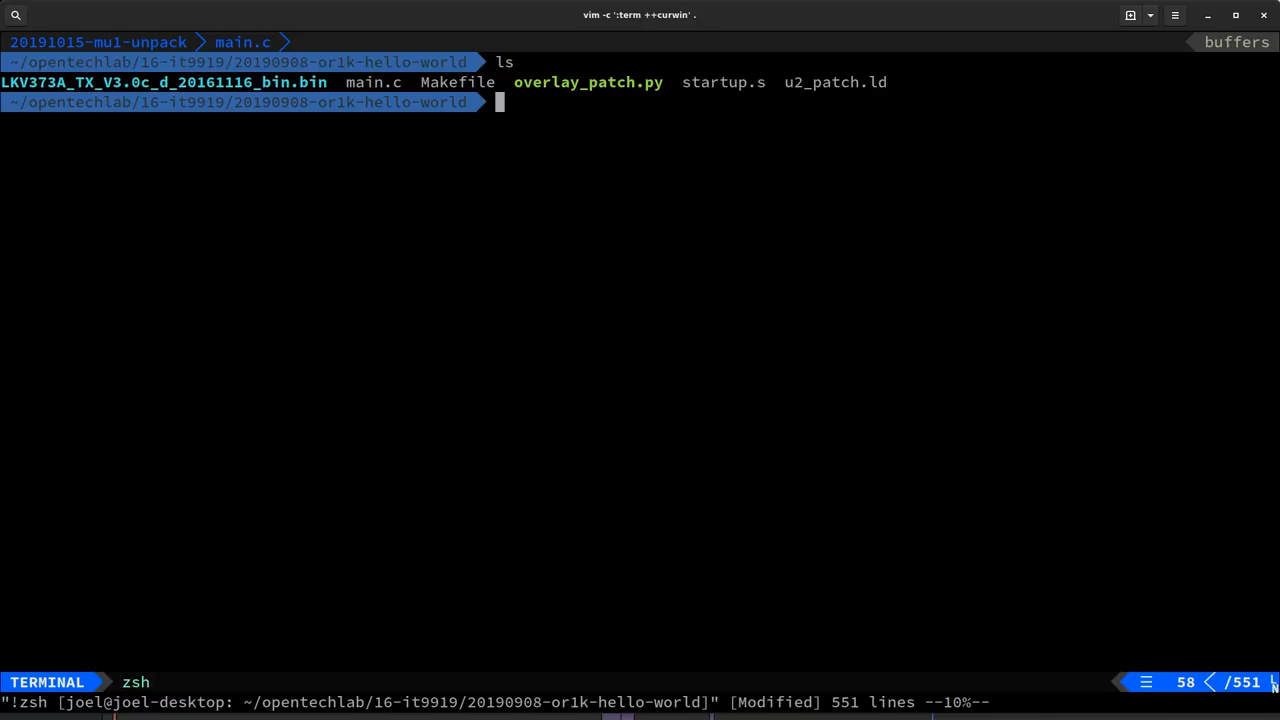 vim -c ':term ++curwin' .
20191015-mu1-unpack main.c buffers
~/opentechlab/16-it9919/20190908-or1k-hello-world ls
LKV373A_TX_V3.0c_d_20161116_bin.bin main.c Makefile overlay_patch.py startup.s u2_patch.ld
~/opentechlab/16-it9919/20190908-or1k-hello-world
TERMINAL zsh ☰ 58 /551 LN
"!zsh [joel@joel-desktop: ~/opentechlab/16-it9919/20190908-or1k-hello-world]" [Modified] 551 lines --10%--